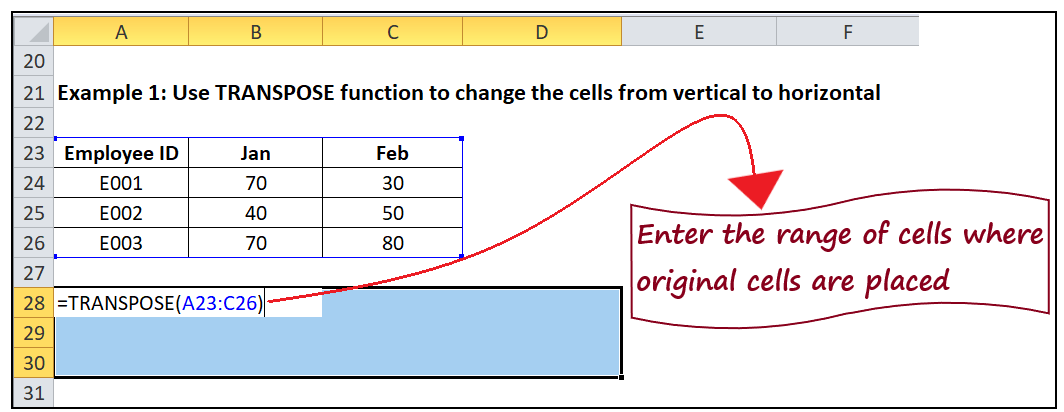 A B C D E F
20
21 Example 1: Use TRANSPOSE function to change the cells from vertical to horizontal
22
23 Employee ID Jan Feb
24 E001 70 30
25 E002 40 50
26 E003 70 80
Enter the range of cells where
original cells are placed
27
28 =TRANSPOSE(A23:C26)
29
30
31